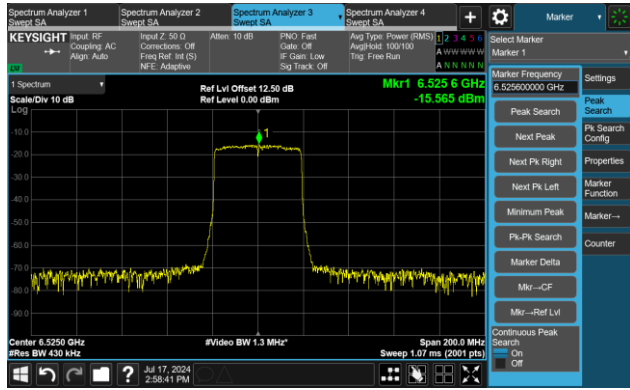 Spectrum Analyzer 1
Swept SA
Spectrum Analyzer 2
Swept SA
Spectrum Analyzer 3
Swept SA
Spectrum Analyzer 4
Swept SA
+
Marker
KEYSIGHT
Input: RF
Coupling: AC
Align: Auto
Input Z: 50 Ω
Corrections: Off
Freq Ref: Int (S)
NFE: Adaptive
Atten: 10 dB
PNO: Fast
Gate: Off
IF Gain: Low
Sig Track: Off
Avg Type: Power (RMS)
Avg|Hold: 100/100
Trig: Free Run
1 2 3 4 5 6
A W W W W W
A N N N N N
Select Marker
Marker 1
1 Spectrum
Scale/Div 10 dB
Log
Ref Lvl Offset 12.50 dB
Ref Level 0.00 dBm
Mkr1 6.525 6 GHz
-15.565 dBm
1
-10.0
-20.0
-30.0
-40.0
-50.0
-60.0
-70.0
-80.0
-90.0
Center 6.5250 GHz
#Res BW 430 kHz
#Video BW 1.3 MHz*
Span 200.0 MHz
Sweep 1.07 ms (2001 pts)
Marker Frequency
6.525600000 GHz
Peak Search
Next Peak
Next Pk Right
Next Pk Left
Minimum Peak
Pk-Pk Search
Marker Delta
Mkr→CF
Mkr→Ref Lvl
Continuous Peak
Search
On
Off
Settings
Peak
Search
Pk Search
Config
Properties
Marker
Function
Marker→
Counter
?
Jul 17, 2024
2:58:41 PM